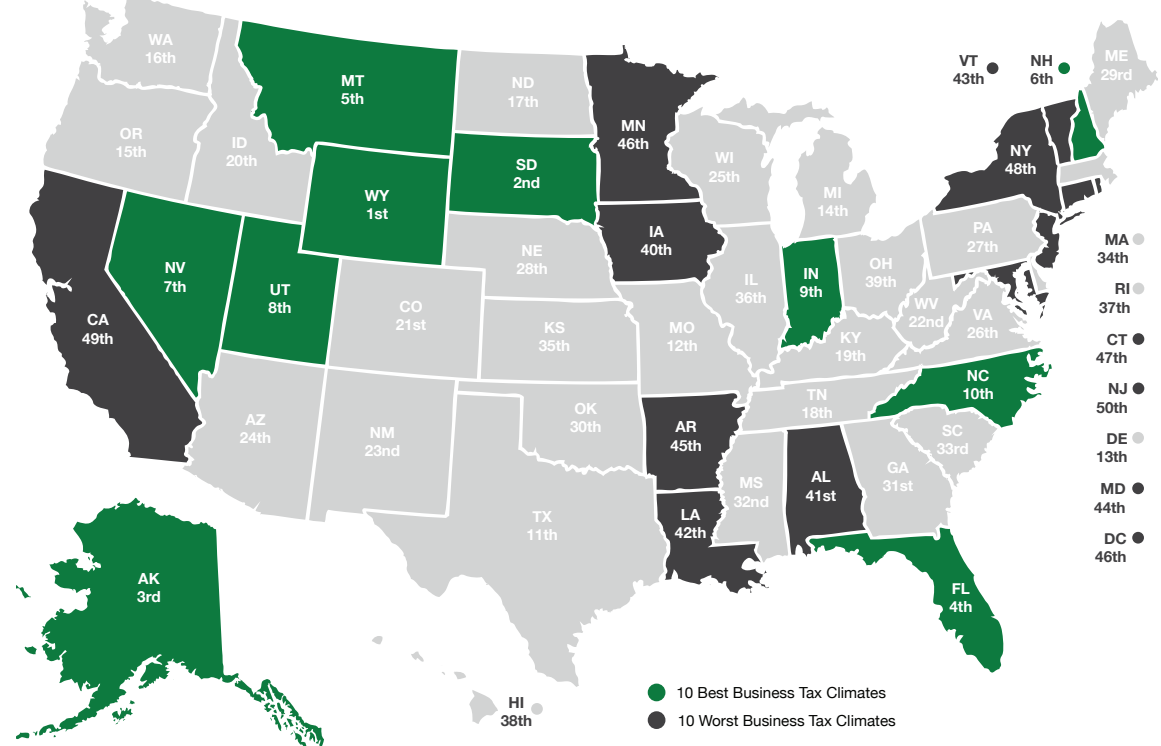 WA
16th
MT
5th
ND
17th
MN
46th
VT
43th
NH
6th
ME
29rd
OR
15th
ID
20th
WY
1st
SD
2nd
WI
25th
MI
14th
NY
48th
NV
7th
UT
8th
CO
21st
NE
28th
IA
40th
IL
36th
IN
9th
OH
39th
PA
27th
MA
34th
RI
37th
CA
49th
KS
35th
MO
12th
KY
19th
WV
22nd
VA
26th
CT
47th
NJ
50th
AZ
24th
NM
23nd
OK
30th
AR
45th
TN
18th
NC
10th
SC
33rd
DE
13th
TX
11th
LA
42th
MS
32nd
AL
41st
GA
31st
MD
44th
DC
46th
AK
3rd
FL
4th
HI
38th
10 Best Business Tax Climates
10 Worst Business Tax Climates